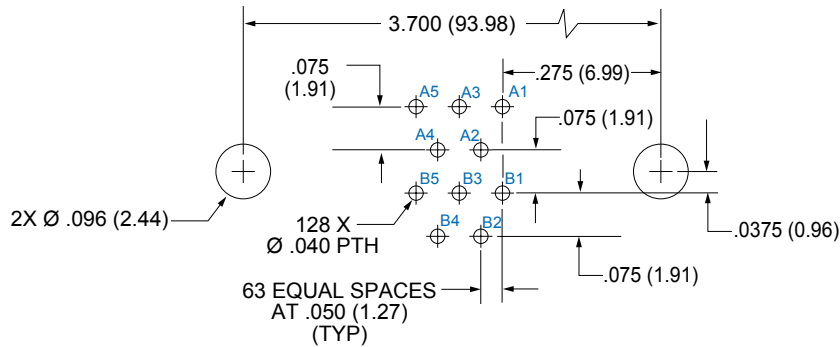 3.700 (93.98)
.075
(1.91)
.275 (6.99)
A5 A3 A1
.075 (1.91)
A4 A2
B5 B3 B1
2X Ø .096 (2.44)
128 X
Ø .040 PTH
B4 B2
.0375 (0.96)
.075 (1.91)
63 EQUAL SPACES
AT .050 (1.27)
(TYP)